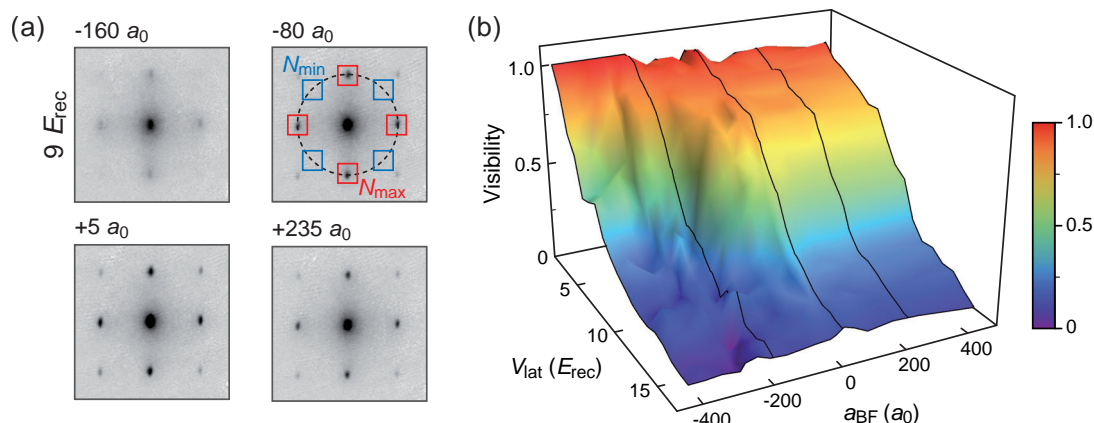 (a)
-160 a0
-80 a0
9 Erec
Nmin
Nmax
+5 a0
+235 a0
(b)
Visibility
1.0
0.5
0
5
10
15
Vlat (Erec)
-400
-200
0
200
400
aBF (a0)
1.0
0.5
0